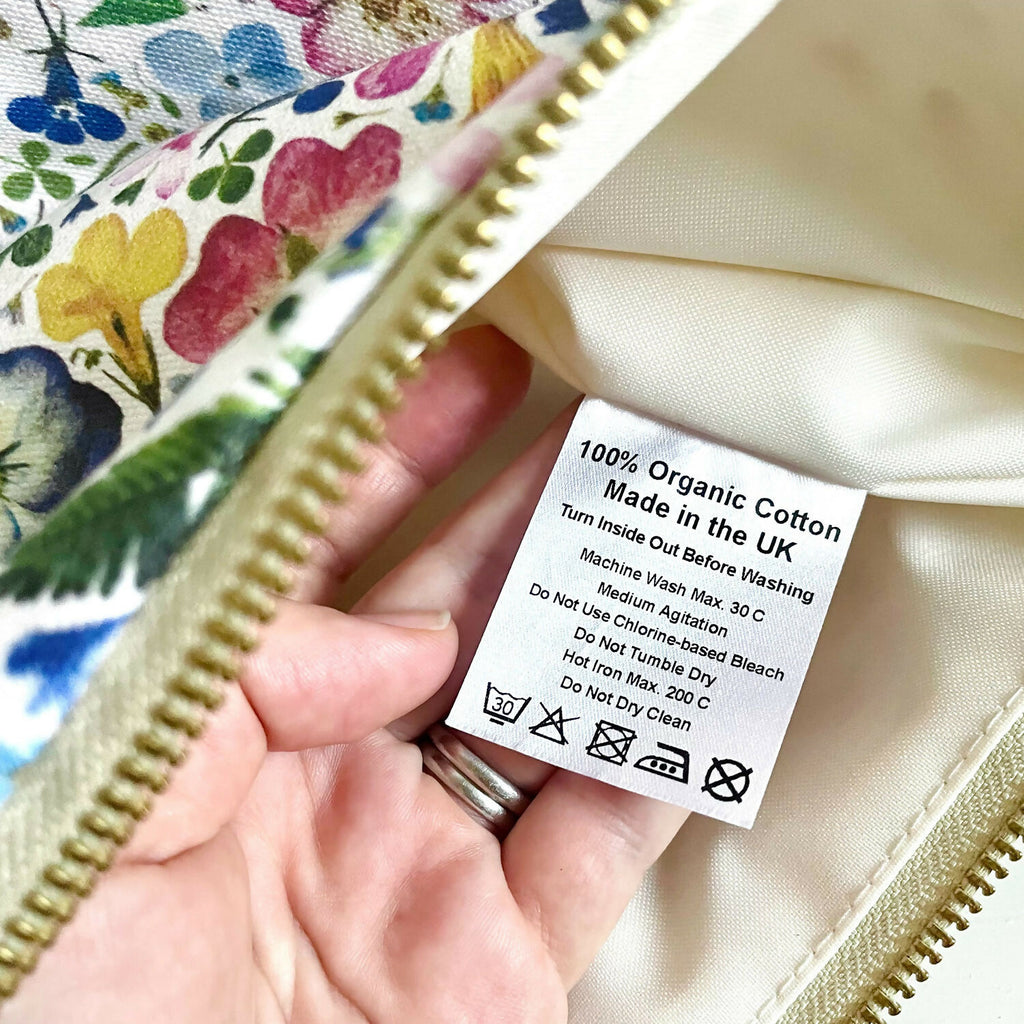 100% Organic Cotton
Made in the UK
Turn Inside Out Before Washing
Machine Wash Max. 30 C
Medium Agitation
Do Not Use Chlorine-based Bleach
Do Not Tumble Dry
Hot Iron Max. 200 C
Do Not Dry Clean
30